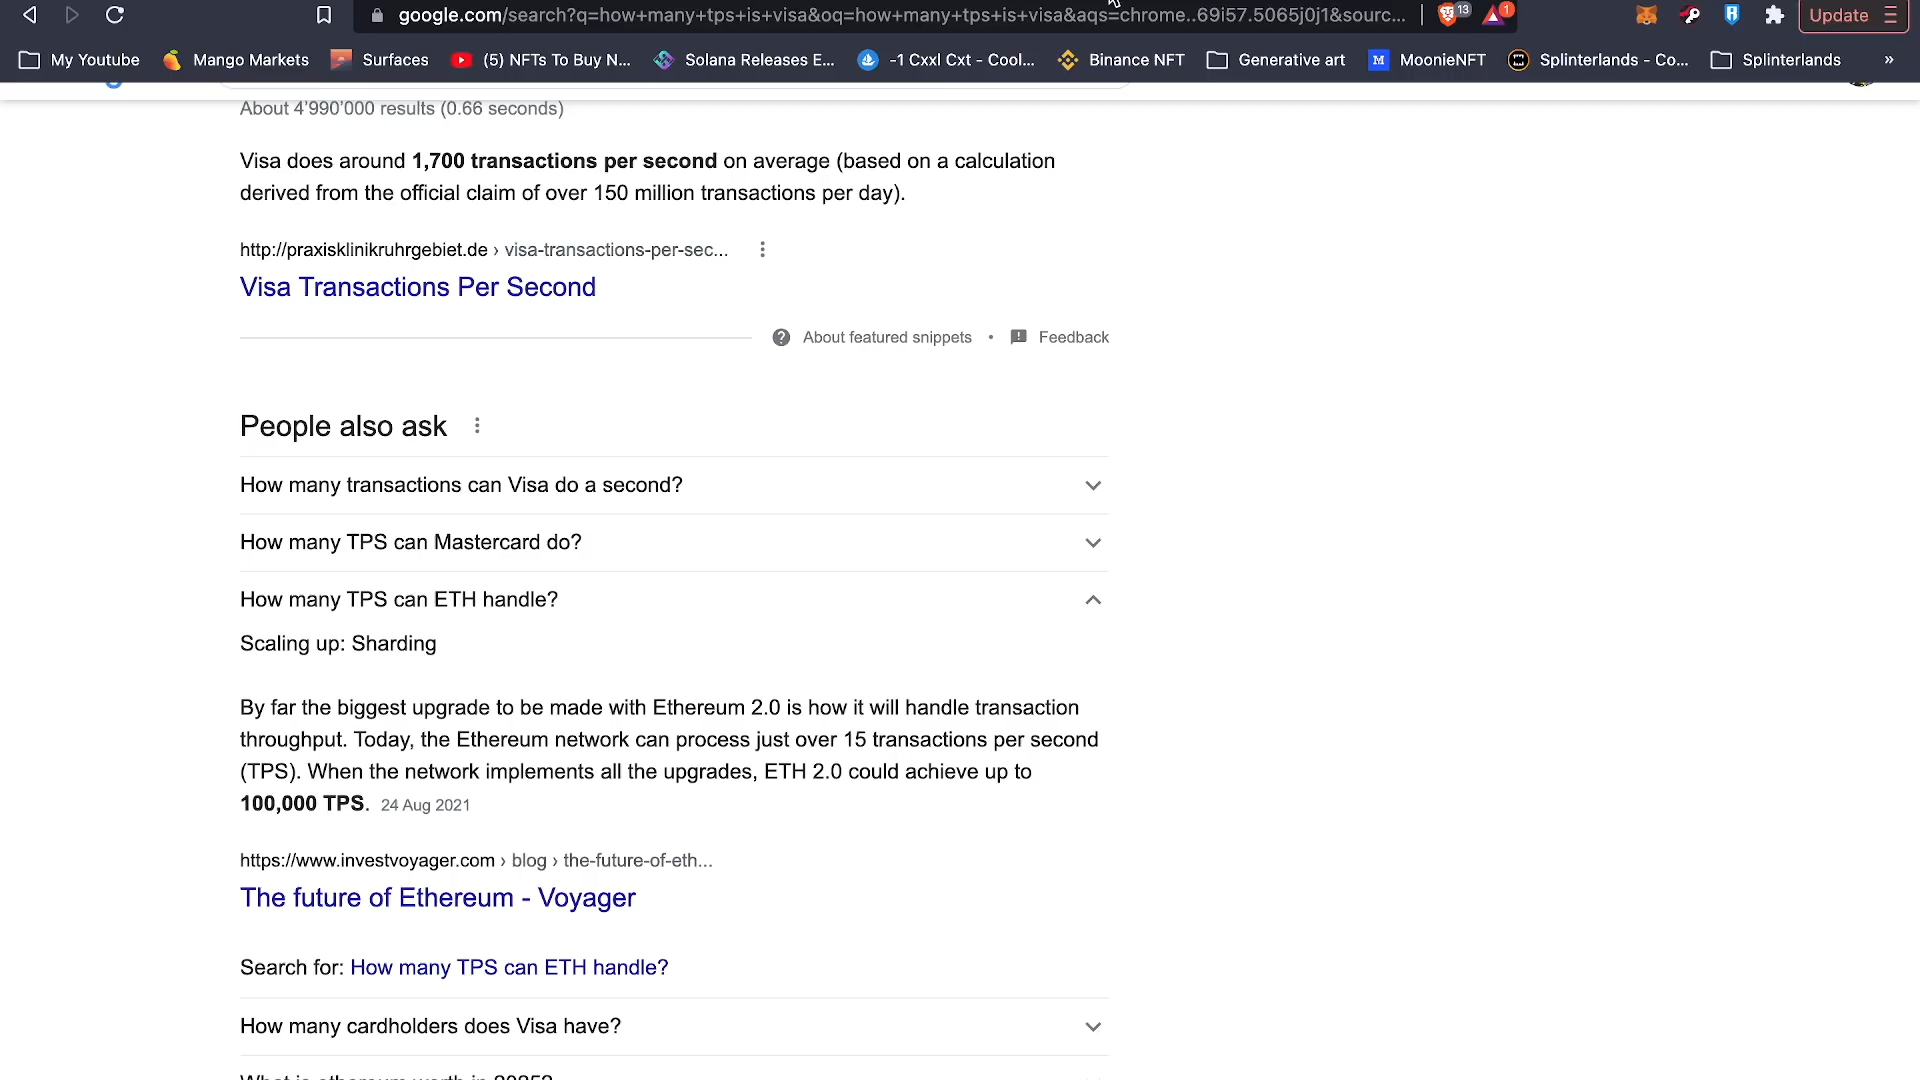 google.com/search?q=how+many+tps+is+visa&oq=how+many+tps+is+visa&aqs=chrome..69i57.5065j0j1&sourc... 13 1 Update
My Youtube Mango Markets Surfaces (5) NFTs To Buy N... Solana Releases E... -1 Cxxl Cxt - Cool... Binance NFT Generative art M MoonieNFT Splinterlands - Co... Splinterlands »
About 4’990’000 results (0.66 seconds)
Visa does around 1,700 transactions per second on average (based on a calculation
derived from the official claim of over 150 million transactions per day).
http://praxisklinikruhrgebiet.de › visa-transactions-per-sec...
Visa Transactions Per Second
About featured snippets • Feedback
People also ask
How many transactions can Visa do a second?
How many TPS can Mastercard do?
How many TPS can ETH handle?
Scaling up: Sharding
By far the biggest upgrade to be made with Ethereum 2.0 is how it will handle transaction
throughput. Today, the Ethereum network can process just over 15 transactions per second
(TPS). When the network implements all the upgrades, ETH 2.0 could achieve up to
100,000 TPS. 24 Aug 2021
https://www.investvoyager.com › blog › the-future-of-eth...
The future of Ethereum - Voyager
Search for: How many TPS can ETH handle?
How many cardholders does Visa have?